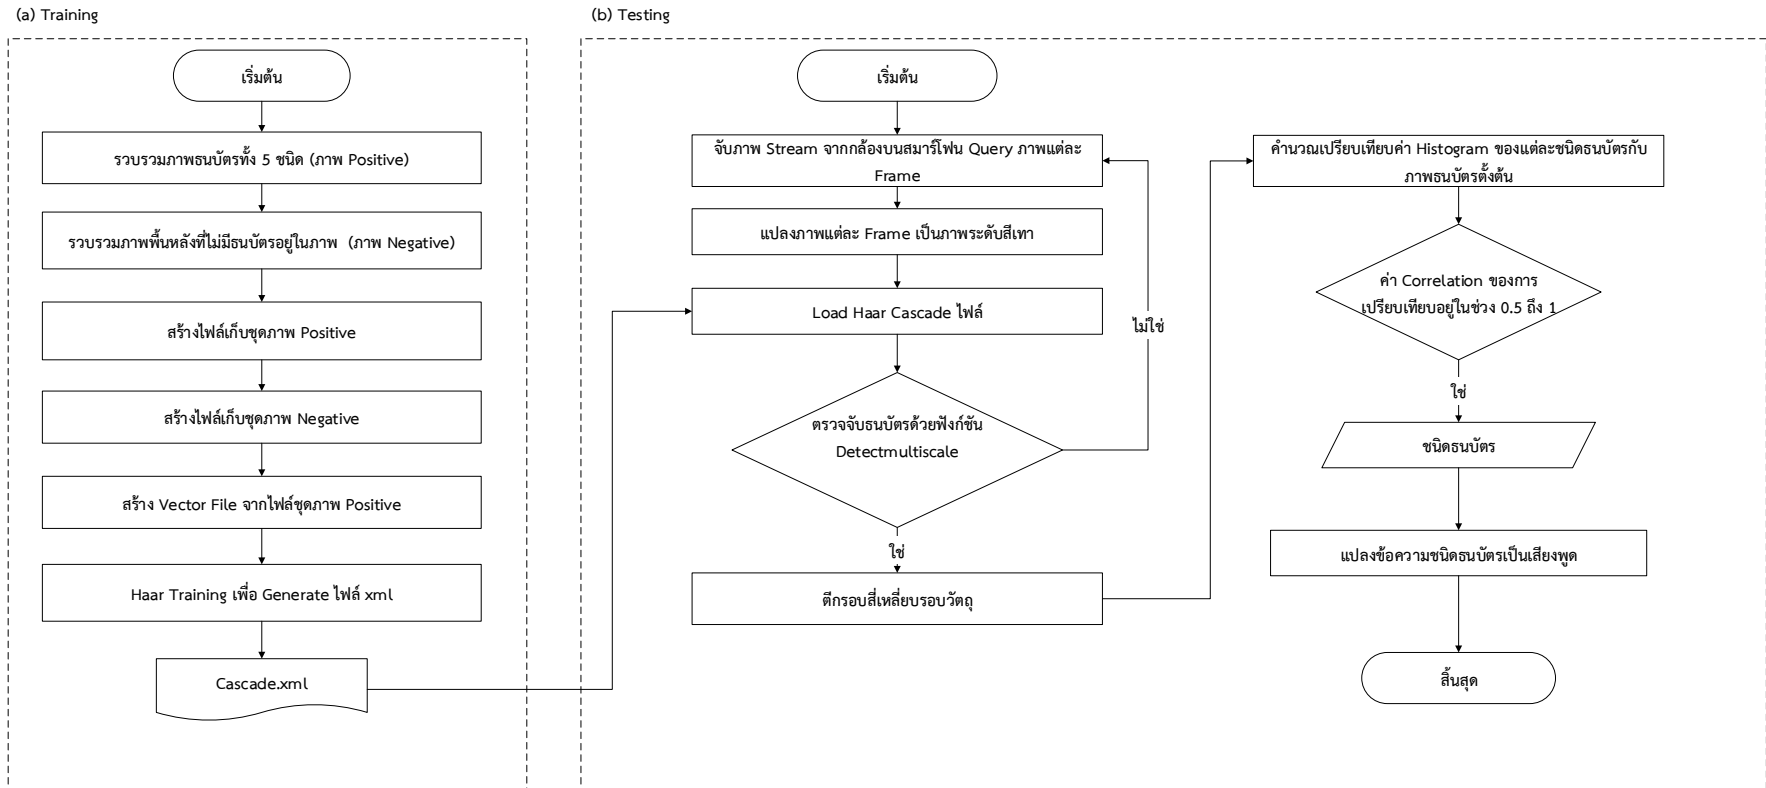 (a) Training
เริ่มต้น
รวบรวมภาพธนบัตรทั้ง 5 ชนิด (ภาพ Positive)
รวบรวมภาพพื้นหลังที่ไม่มีธนบัตรอยู่ในภาพ (ภาพ Negative)
สร้างไฟล์เก็บชุดภาพ Positive
สร้างไฟล์เก็บชุดภาพ Negative
สร้าง Vector File จากไฟล์ชุดภาพ Positive
Haar Training เพื่อ Generate ไฟล์ xml
Cascade.xml
(b) Testing
เริ่มต้น
จับภาพ Stream จากกล้องบนสมาร์โฟน Query ภาพแต่ละ
Frame
แปลงภาพแต่ละ Frame เป็นภาพระดับสีเทา
Load Haar Cascade ไฟล์
ตรวจจับธนบัตรด้วยฟังก์ชัน
Detectmultiscale
ไม่ใช่
ใช่
ตีกรอบสี่เหลี่ยบรอบวัตถุ
คำนวณเปรียบเทียบค่า Histogram ของแต่ละชนิดธนบัตรกับ
ภาพธนบัตรตั้งต้น
ค่า Correlation ของการ
เปรียบเทียบอยู่ในช่วง 0.5 ถึง 1
ใช่
ชนิดธนบัตร
แปลงข้อความชนิดธนบัตรเป็นเสียงพูด
สิ้นสุด